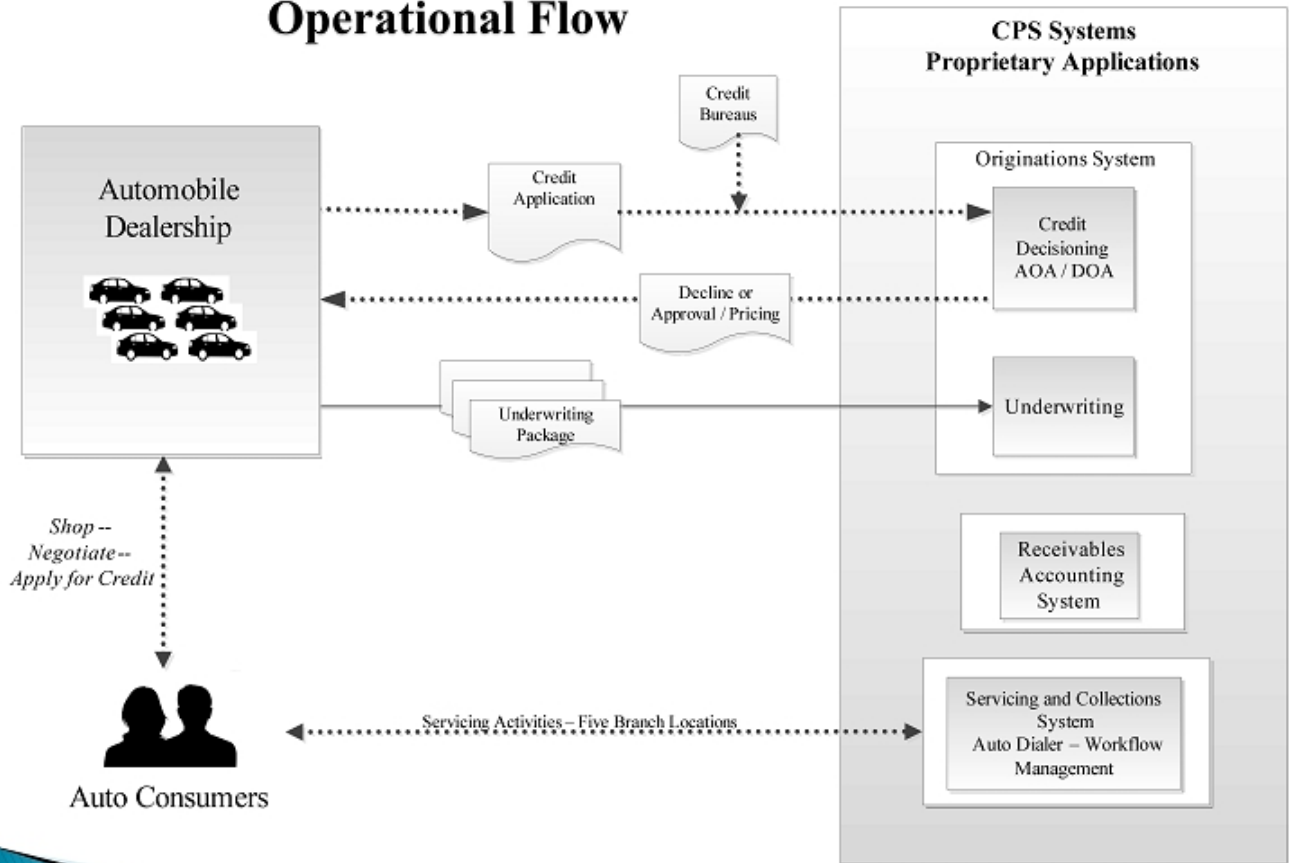 Operational Flow
CPS Systems
Proprietary Applications
Credit
Bureaus
Originations System
Automobile
Dealership
Credit
Application
Credit
Decisioning
AOA / DOA
Decline or
Approval / Pricing
Underwriting
Package
Underwriting
Shop --
Negotiate--
Apply for Credit
Receivables
Accounting
System
Servicing Activities – Five Branch Locations
Servicing and Collections
System
Auto Dialer – Workflow
Management
Auto Consumers